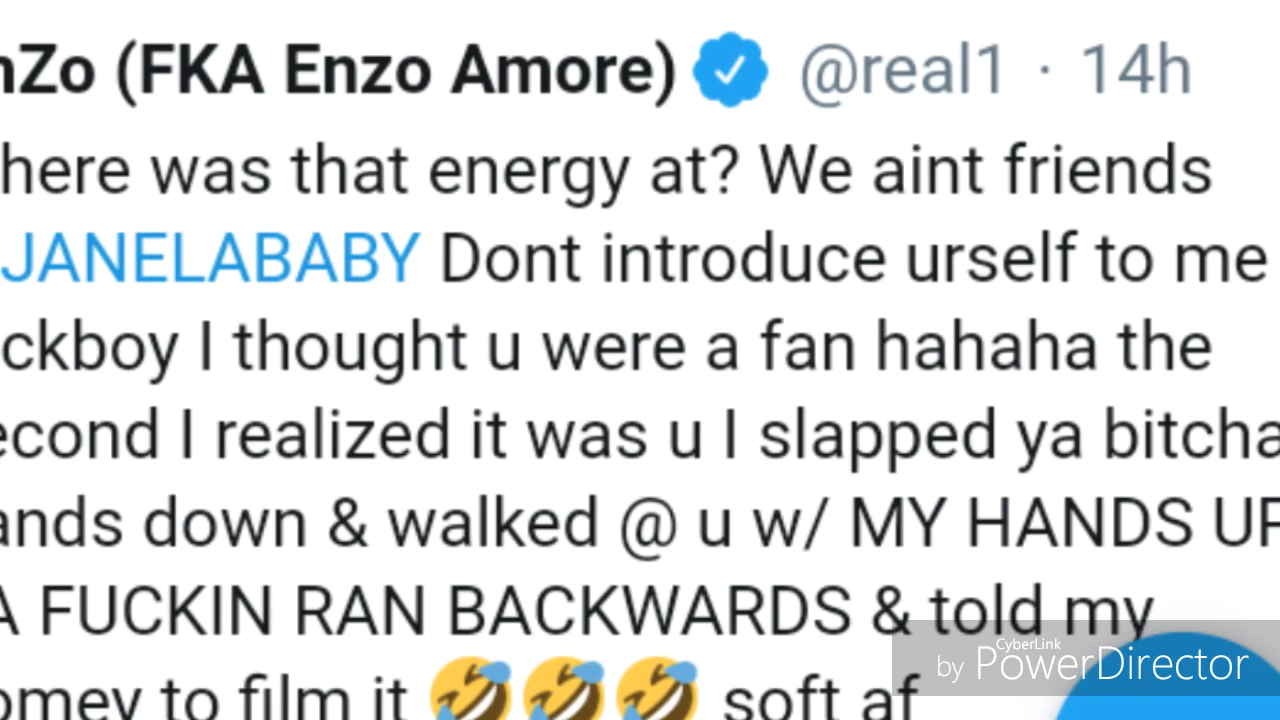 nZo (FKA Enzo Amore) @real1 · 14h
here was that energy at? We aint friends
JANELABABY Dont introduce urself to me
ckboy I thought u were a fan hahaha the
econd I realized it was u I slapped ya bitcha
ands down & walked @ u w/ MY HANDS UP
A FUCKIN RAN BACKWARDS & told my
omey to film it 🤣🤣🤣 soft af
CyberLink
by PowerDirector